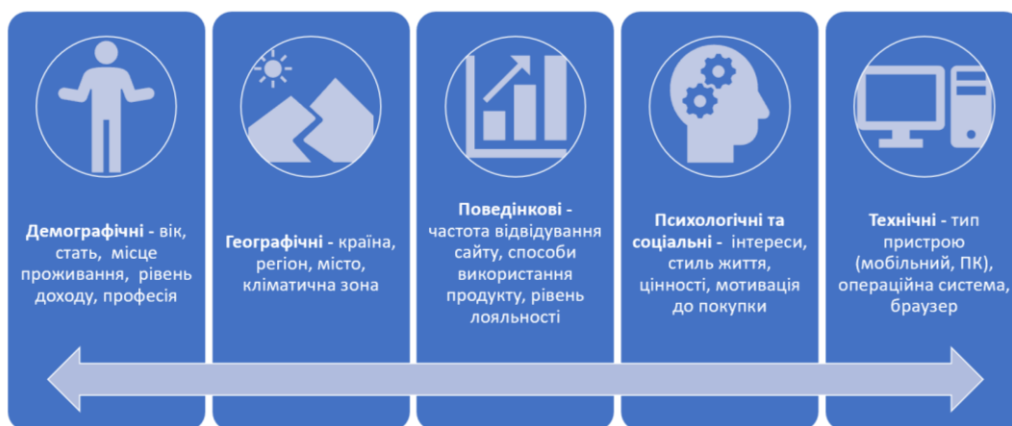 Демографічні - вік,
стать,  місце
проживання,  рівень
доходу, професія
Географічні - країна,
регіон, місто,
кліматична зона
Поведінкові -
частота відвідування
сайту, способи
використання
продукту, рівень
лояльності
Психологічні та
соціальні -  інтереси,
стиль життя,
цінності, мотивація
до покупки
Технічні - тип
пристрою
(мобільний, ПК),
операційна система,
браузер